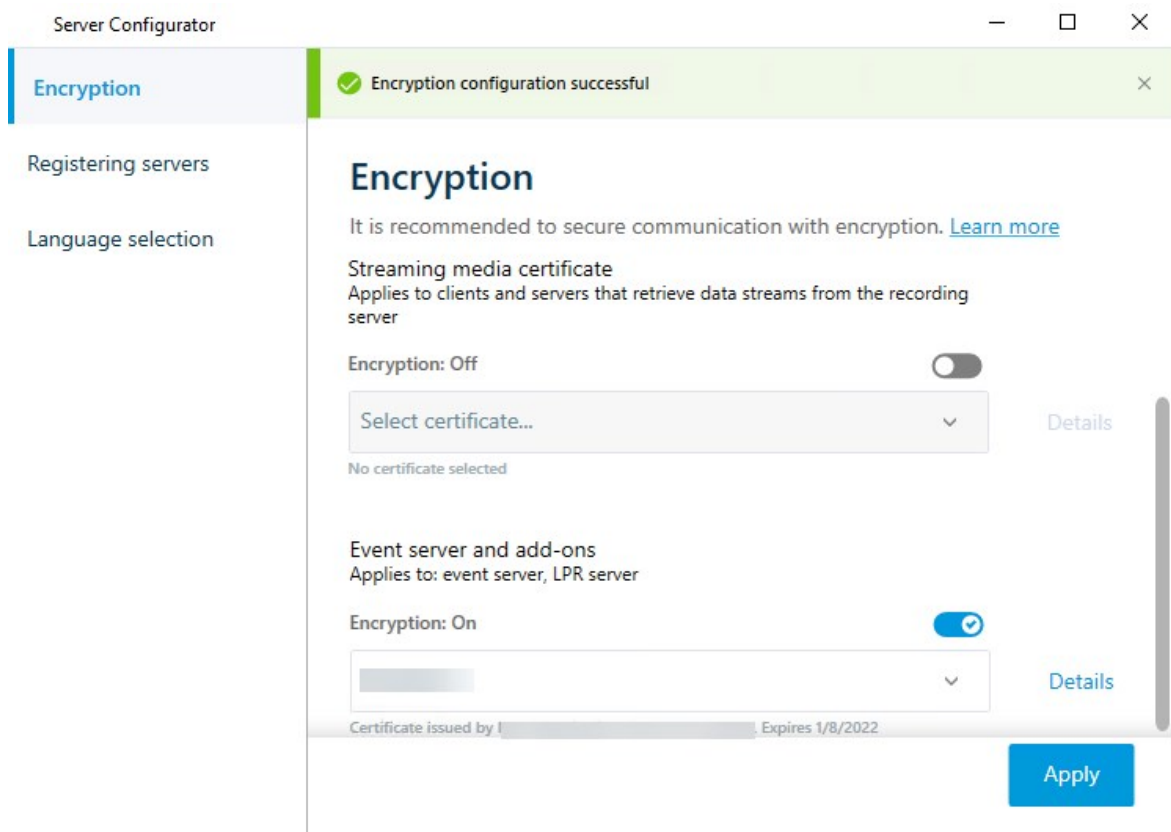 Server Configurator
Encryption
Registering servers
Language selection
Encryption configuration successful
Encryption
It is recommended to secure communication with encryption. Learn more
Streaming media certificate
Applies to clients and servers that retrieve data streams from the recording
server
Encryption: Off
Select certificate...
Details
No certificate selected
Event server and add-ons
Applies to: event server, LPR server
Encryption: On
Details
Certificate issued by
. Expires 1/8/2022
Apply